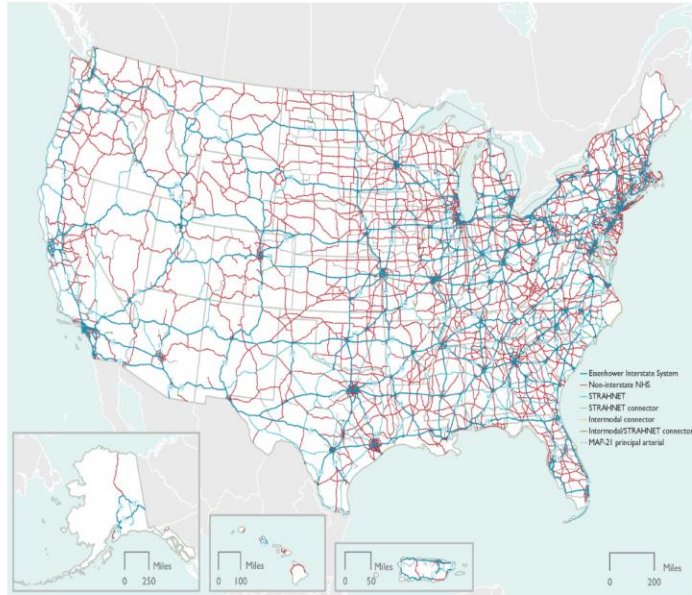 Eisenhower Interstate System
Non-interstate NHS
STRAHNET
STRAHNET connector
Intermodal connector
Intermodal/STRAHNET connector
MAP-21 principal arterial
Miles
0 250
Miles
0 100
Miles
0 50
Miles
0 200